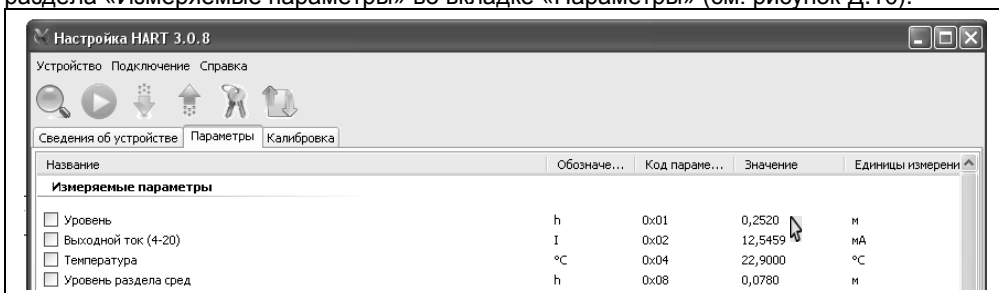 раздела «Измеряемые параметры» во вкладке «Параметры» (см. рисунок Д.10).
Настройка HART 3.0.8
Устройство Подключение Справка
Сведения об устройстве Параметры Калибровка
Название Обозначе... Код параме... Значение Единицы измерени
Измеряемые параметры
Уровень h 0x01 0,2520 м
Выходной ток (4-20) I 0x02 12,5459 мА
Температура °C 0x04 22,9000 °C
Уровень раздела сред h 0x08 0,0780 м